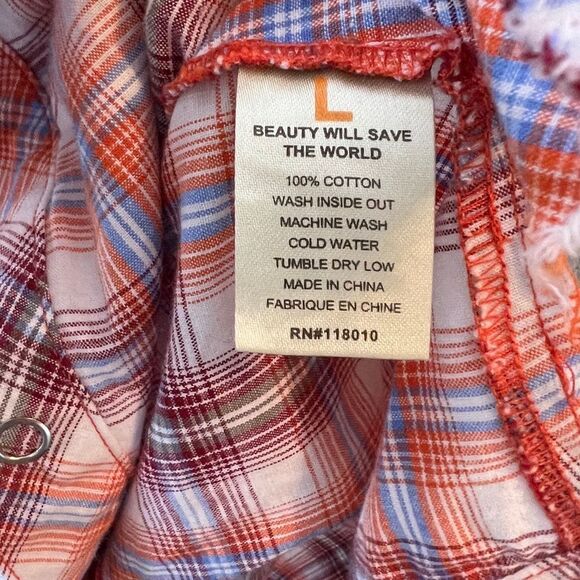 L
BEAUTY WILL SAVE
THE WORLD
100% COTTON
WASH INSIDE OUT
MACHINE WASH
COLD WATER
TUMBLE DRY LOW
MADE IN CHINA
FABRIQUE EN CHINE
RN#118010